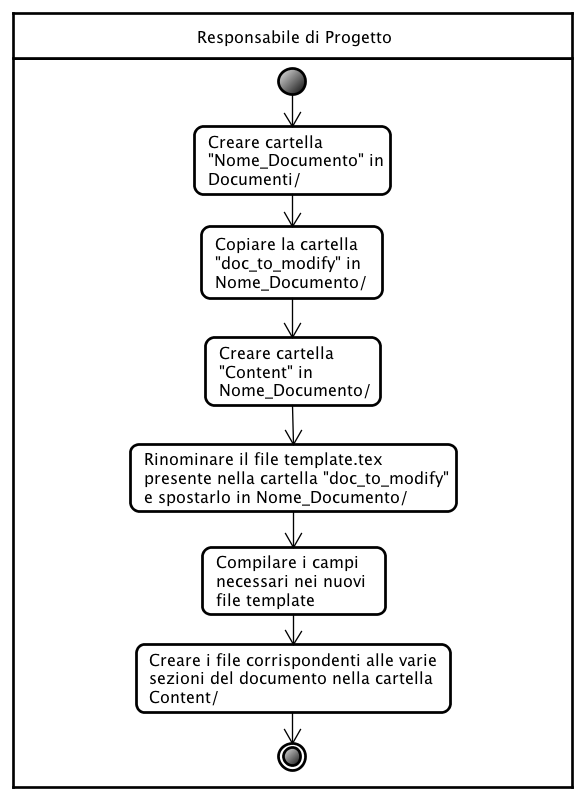 Responsabile di Progetto
Creare cartella
"Nome_Documento" in
Documenti/
Copiare la cartella
"doc_to_modify" in
Nome_Documento/
Creare cartella
"Content" in
Nome_Documento/
Rinominare il file template.tex
presente nella cartella "doc_to_modify"
e spostarlo in Nome_Documento/
Compilare i campi
necessari nei nuovi
file template
Creare i file corrispondenti alle varie
sezioni del documento nella cartella
Content/